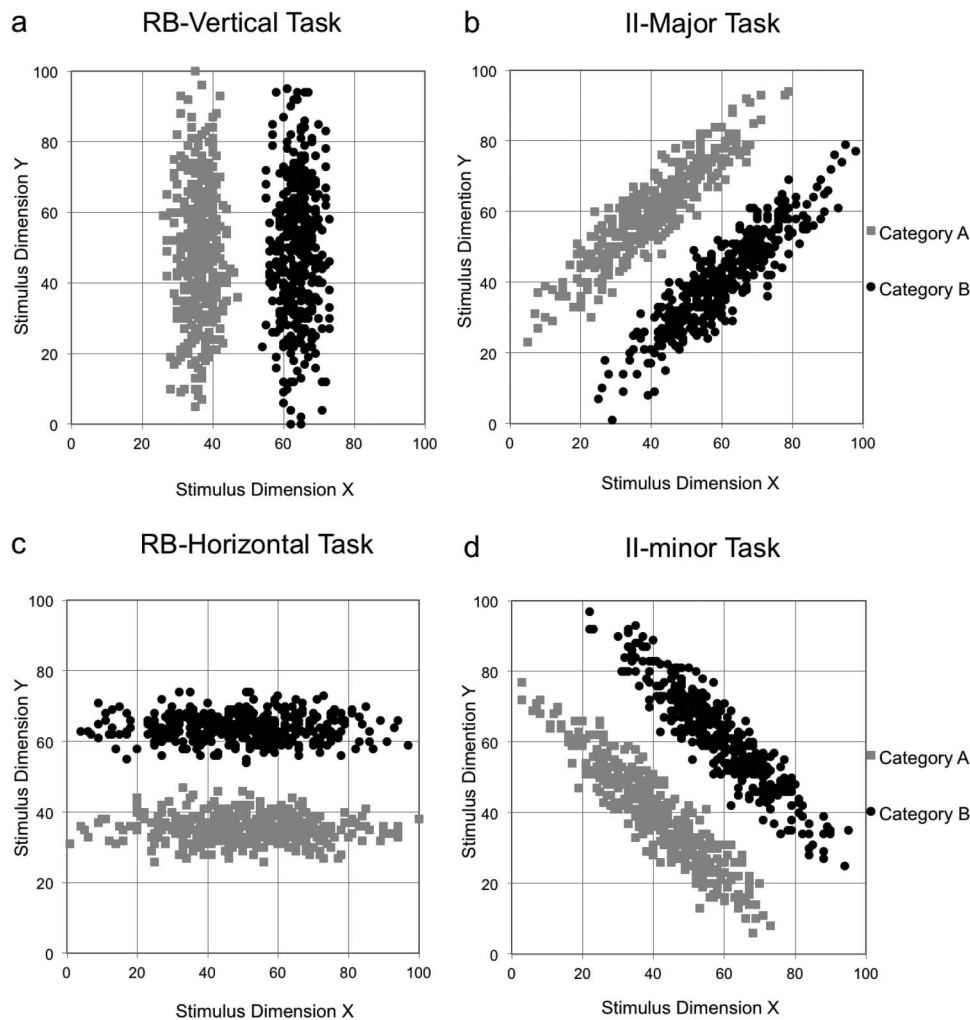 a
RB-Vertical Task
100
80
60
40
20
0
Stimulus Dimension Y
0 20 40 60 80 100
Stimulus Dimension X
b
II-Major Task
100
80
60
40
20
0
Stimulus Dimention Y
0 20 40 60 80 100
Stimulus Dimension X
Category A
Category B
c
RB-Horizontal Task
100
80
60
40
20
0
Stimulus Dimension Y
0 20 40 60 80 100
Stimulus Dimension X
d
II-minor Task
100
80
60
40
20
0
Stimulus Dimention Y
0 20 40 60 80 100
Stimulus Dimension X
Category A
Category B